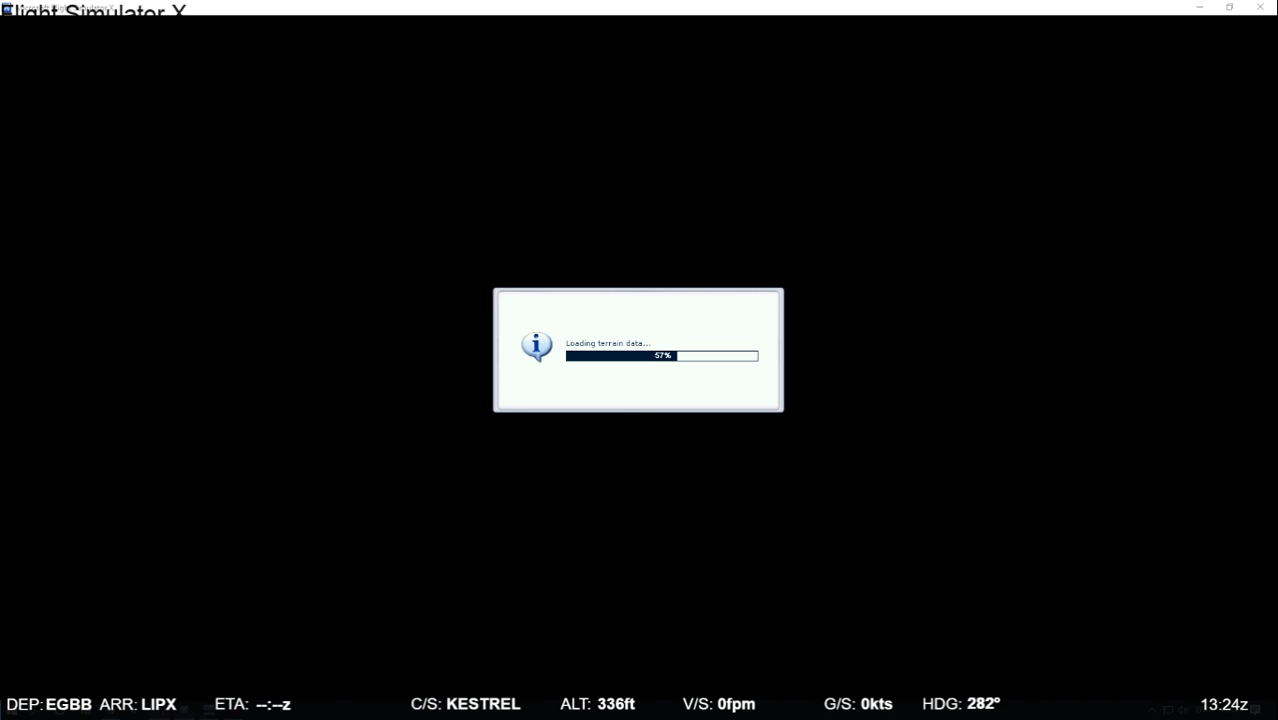 Flight Simulator X
Loading terrain data...
57%
DEP: EGBB ARR: LIPX ETA: --:--z C/S: KESTREL ALT: 336ft V/S: 0fpm G/S: 0kts HDG: 282° 13:24z